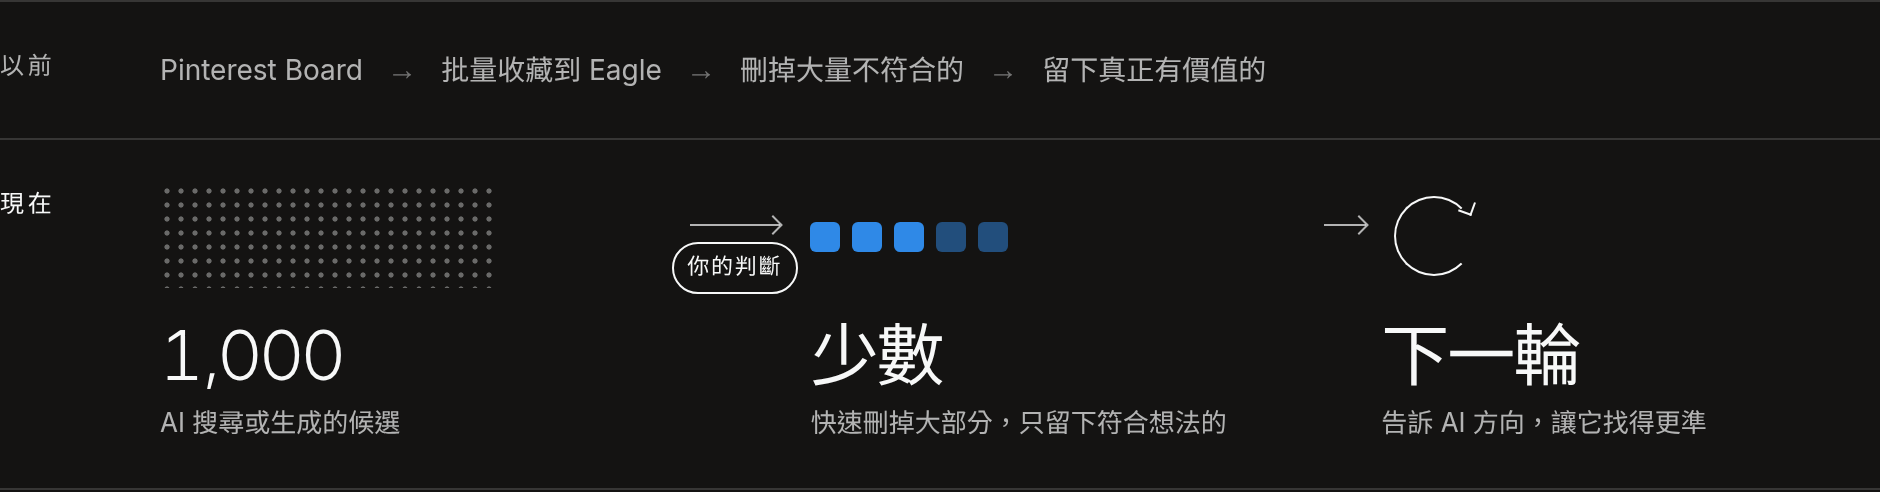 以前
Pinterest Board → 批量收藏到 Eagle → 刪掉大量不符合的 → 留下真正有價值的
現在
你的判斷
1,000
AI 搜尋或生成的候選
少數
快速刪掉大部分，只留下符合想法的
下一輪
告訴 AI 方向，讓它找得更準